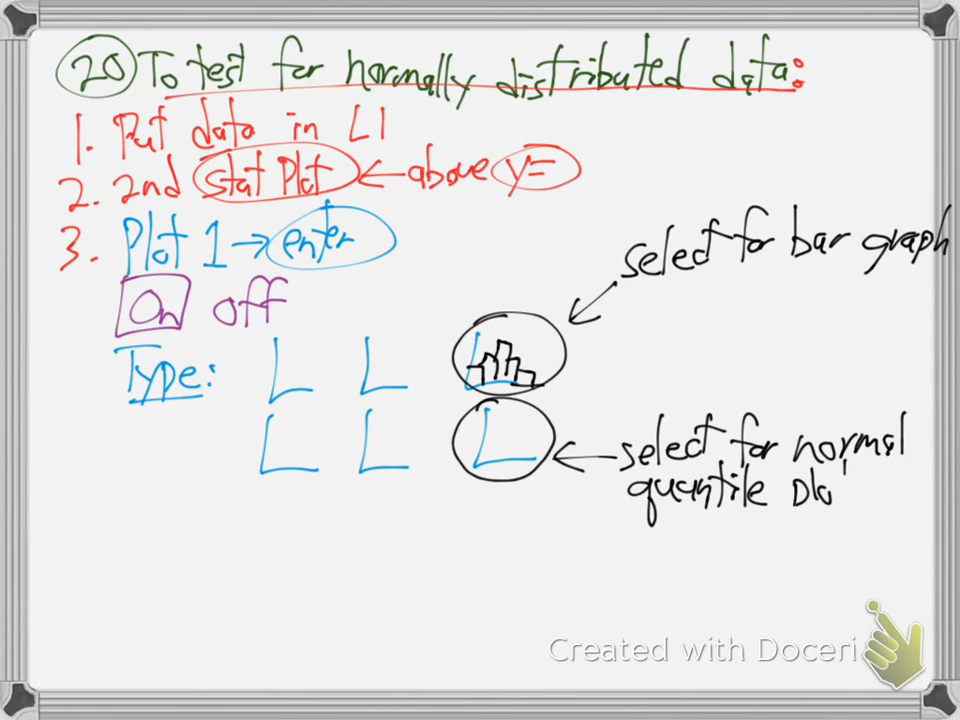 20 To test for normally distributed data:
1. Put data in L1
2. 2nd stat Plot ← above y=
3. Plot 1 → enter
select for bar graph
On off
Type:
select for normal
quantile
Created with Doceri